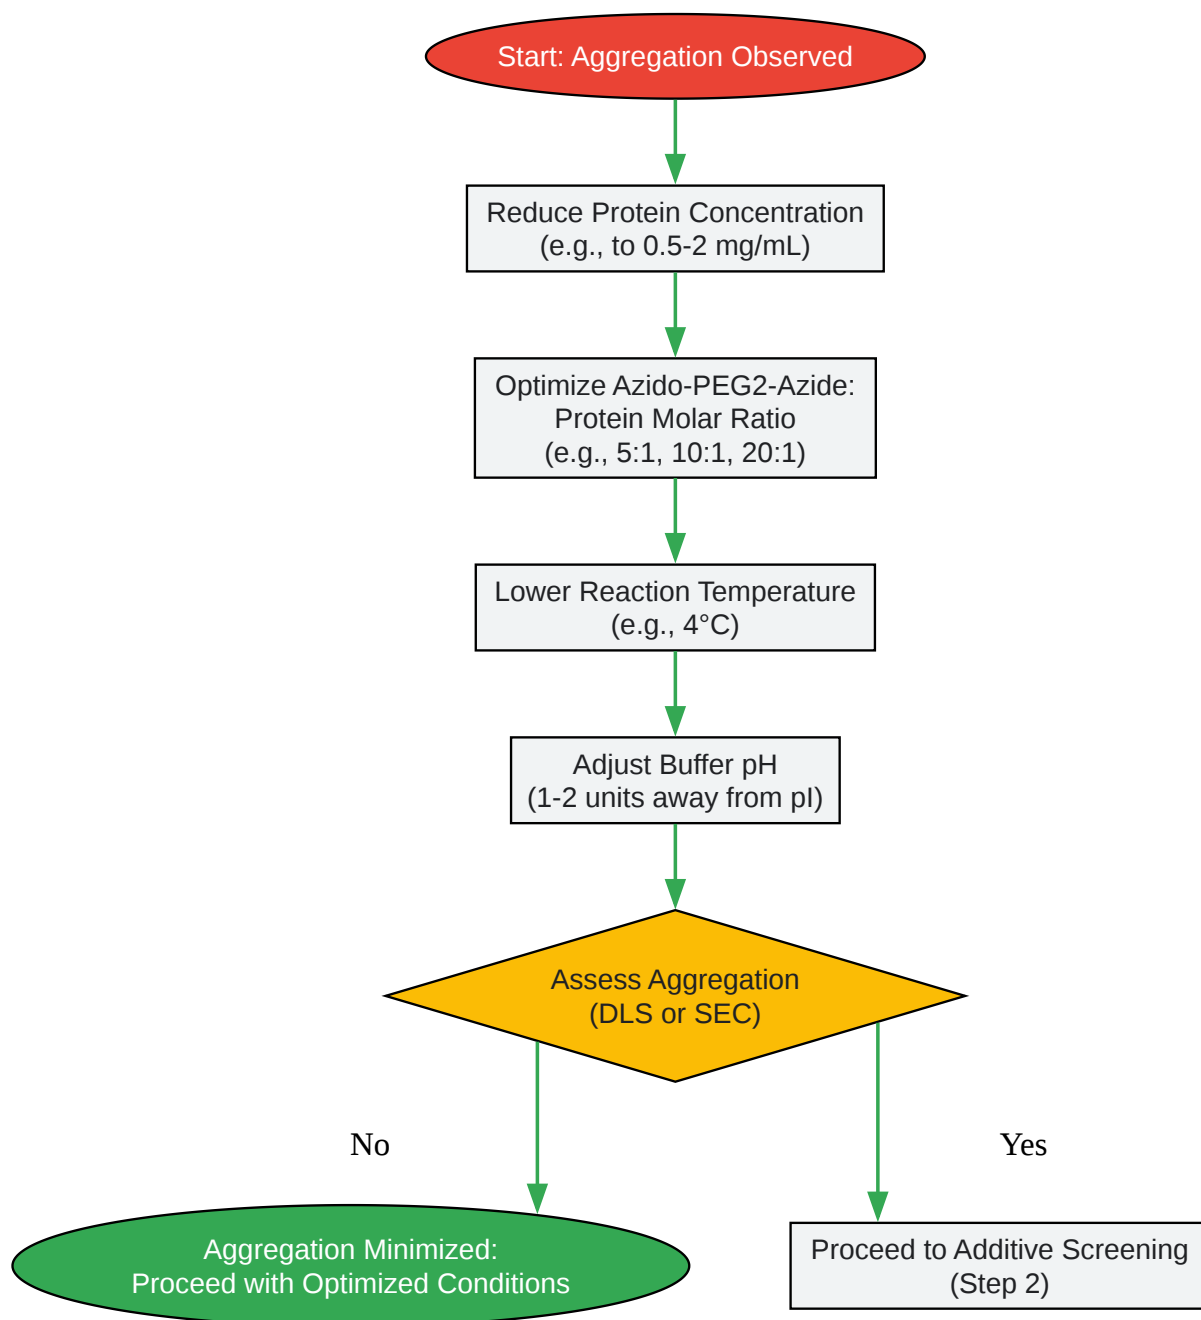 Start: Aggregation Observed
Reduce Protein Concentration
(e.g., to 0.5-2 mg/mL)
Optimize Azido-PEG2-Azide:
Protein Molar Ratio
(e.g., 5:1, 10:1, 20:1)
Lower Reaction Temperature
(e.g., 4°C)
Adjust Buffer pH
(1-2 units away from pI)
Assess Aggregation
(DLS or SEC)
No
Yes
Aggregation Minimized:
Proceed with Optimized Conditions
Proceed to Additive Screening
(Step 2)